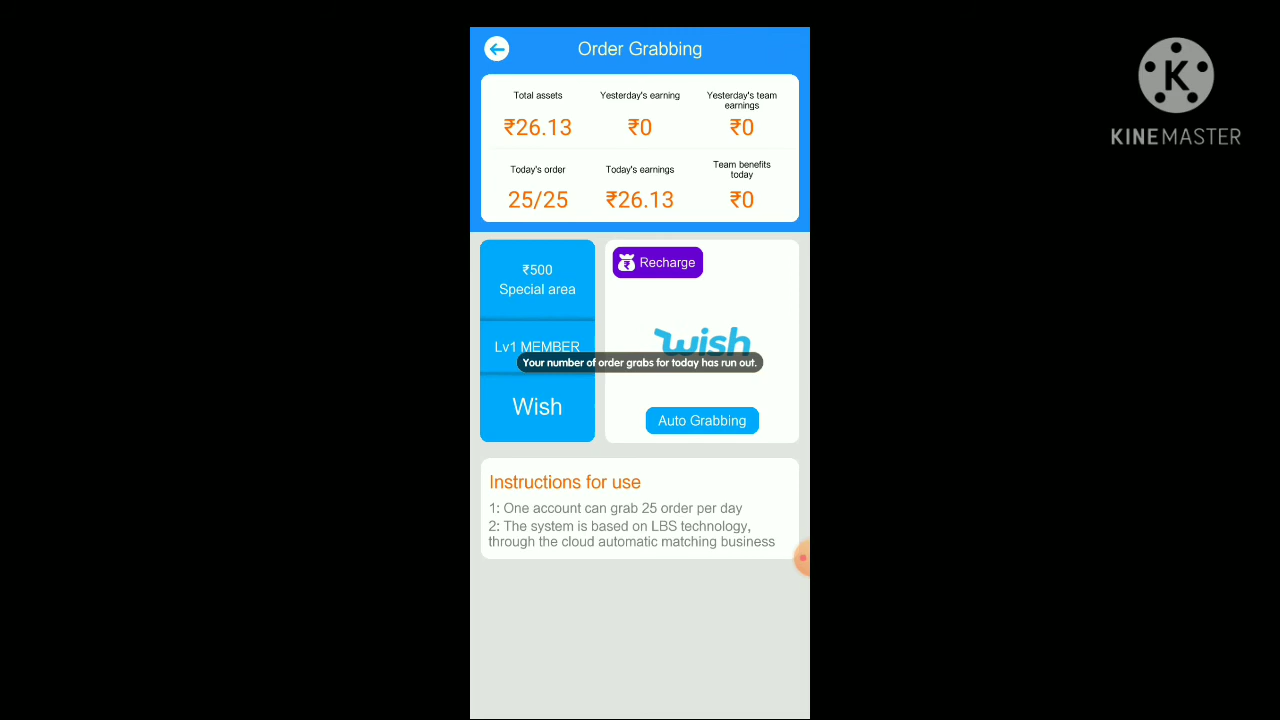 Order Grabbing
Total assets
Yesterday's earning
Yesterday's team
earnings
₹26.13
₹0
₹0
Today's order
Today's earnings
Team benefits
today
25/25
₹26.13
₹0
₹500
Special area
Lv1 MEMBER
Wish
Recharge
wish
Your number of order grabs for today has run out.
Auto Grabbing
Instructions for use
1: One account can grab 25 order per day
2: The system is based on LBS technology,
through the cloud automatic matching business
K
KINEMASTER